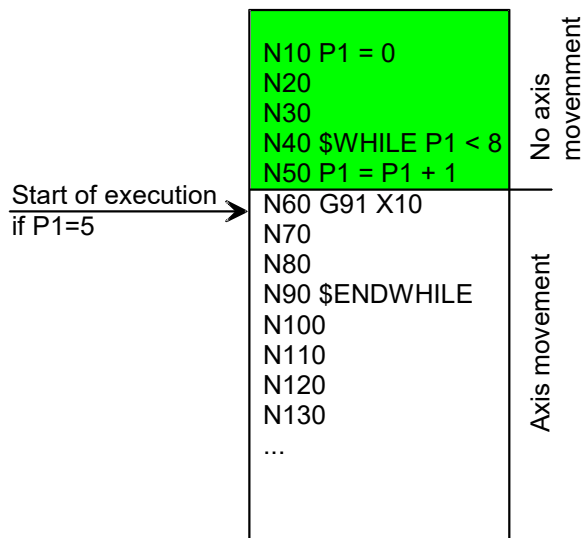 N10 P1 = 0
N20
N30
N40 $WHILE P1 < 8
N50 P1 = P1 + 1
No axis
movemment
Start of execution
if P1=5
N60 G91 X10
N70
N80
N90 $ENDWHILE
N100
N110
N120
N130
...
Axis movement